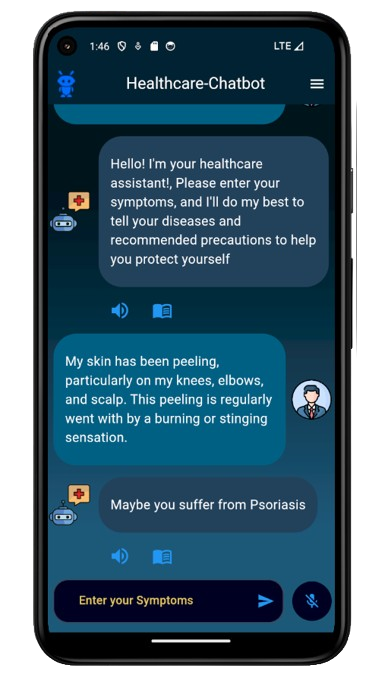 1:46
LTE
Healthcare-Chatbot
Hello! I'm your healthcare
assistant!, Please enter your
symptoms, and I'll do my best to
tell your diseases and
recommended precautions to help
you protect yourself
My skin has been peeling,
particularly on my knees, elbows,
and scalp. This peeling is regularly
went with by a burning or stinging
sensation.
Maybe you suffer from Psoriasis
Enter your Symptoms